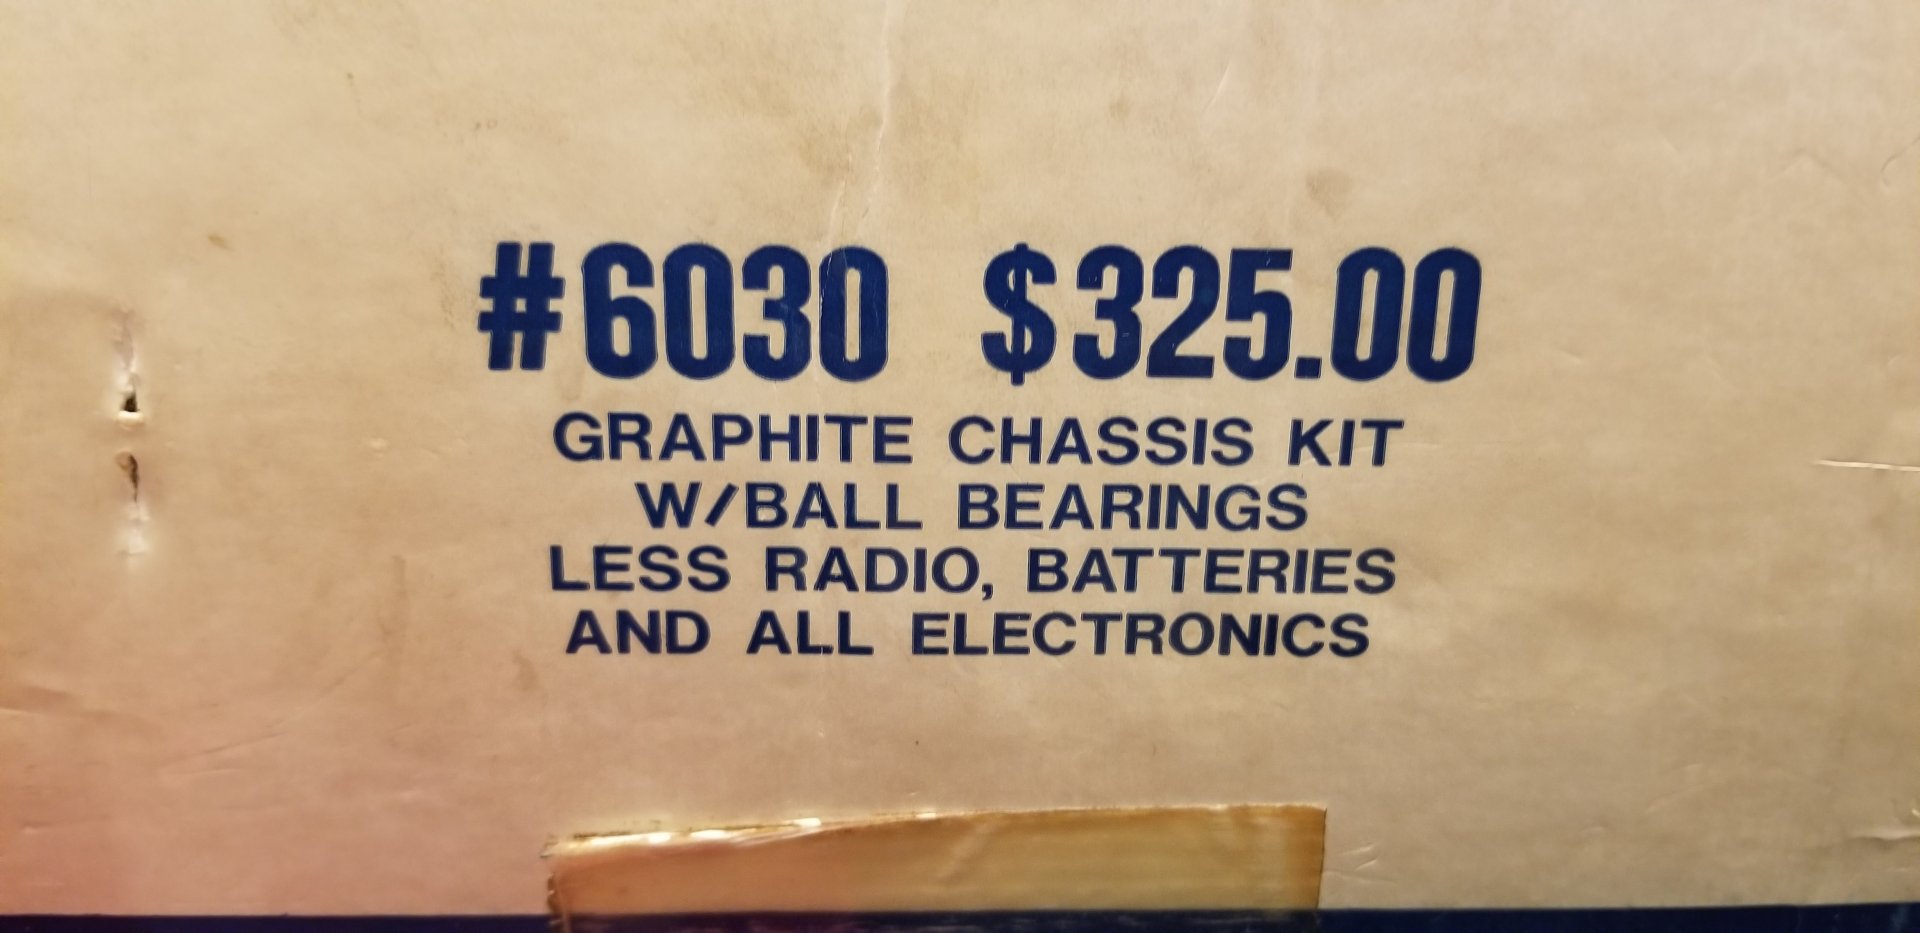 #6030 $325.00
GRAPHITE CHASSIS KIT
W/BALL BEARINGS
LESS RADIO, BATTERIES
AND ALL ELECTRONICS